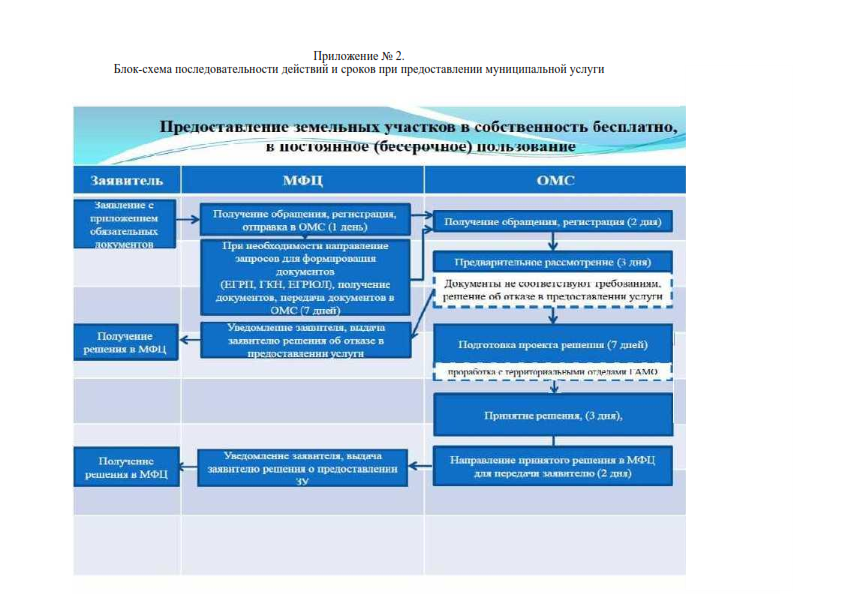 Приложение № 2.
Блок-схема последовательности действий и сроков при предоставлении муниципальной услуги
Предоставление земельных участков в собственность бесплатно,
в постоянное (бессрочное) пользование
Заявитель
МФЦ
ОМС
Заявление с
приложением
обязательных
документов
Получение обращения, регистрация,
отправка в ОМС (1 день)
Получение обращения, регистрация (2 дня)
При необходимости направление
запросов для формирования
документов
(ЕГРП, ГКН, ЕГРЮЛ), получение
документов, передача документов в
ОМС (7 дней)
Предварительное рассмотрение (3 дня)
Документы не соответствуют требованиям,
решение об отказе в предоставлении услуги
Получение
решения в МФЦ
Уведомление заявителя, выдача
заявителю решения об отказе в
предоставлении услуги
Подготовка проекта решения (7 дней)
проработка с территориальными отделами ГАМО
Принятие решения, (3 дня),
Получение
решения в МФЦ
Уведомление заявителя, выдача
заявителю решения о предоставлении
ЗУ
Направление принятого решения в МФЦ
для передачи заявителю (2 дня)